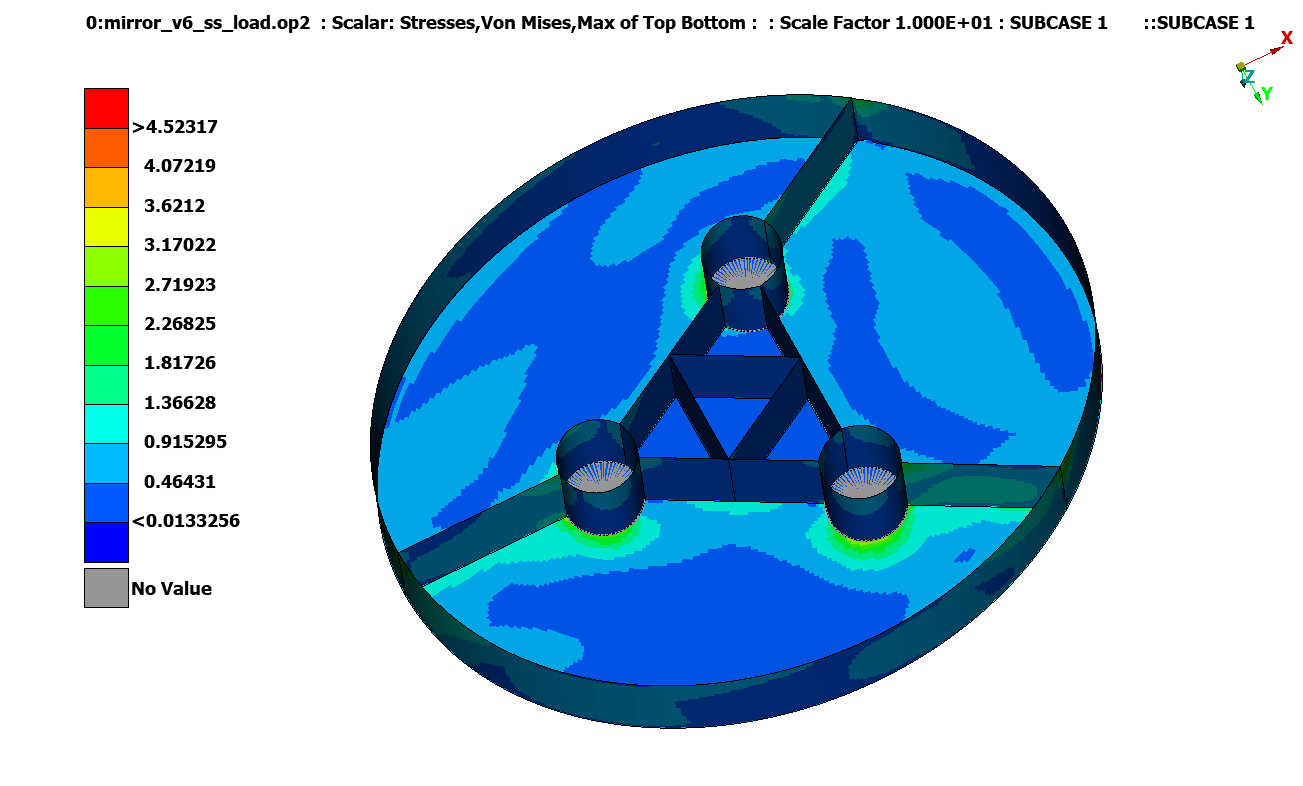 0:mirror_v6_ss_load.op2 : Scalar: Stresses,Von Mises,Max of Top Bottom : : Scale Factor 1.000E+01 : SUBCASE 1 ::SUBCASE 1
X
Z
Y
>4.52317
4.07219
3.6212
3.17022
2.71923
2.26825
1.81726
1.36628
0.915295
0.46431
<0.0133256
No Value